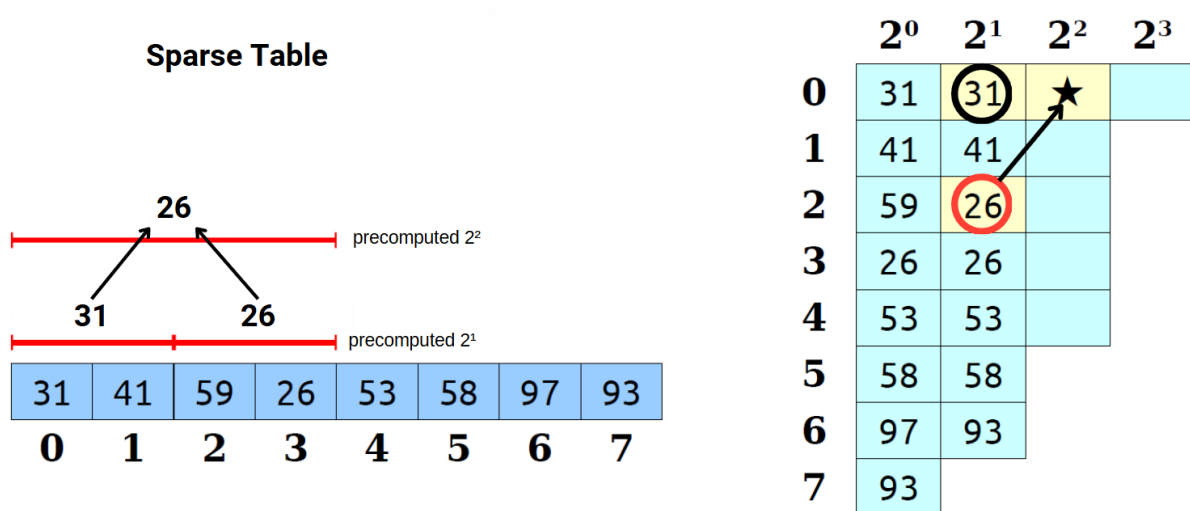 Sparse Table
26
precomputed 2²
31 26
precomputed 2¹
31 41 59 26 53 58 97 93
0 1 2 3 4 5 6 7
2⁰ 2¹ 2² 2³
0 31 31 ★
1 41 41
2 59 26
3 26 26
4 53 53
5 58 58
6 97 93
7 93